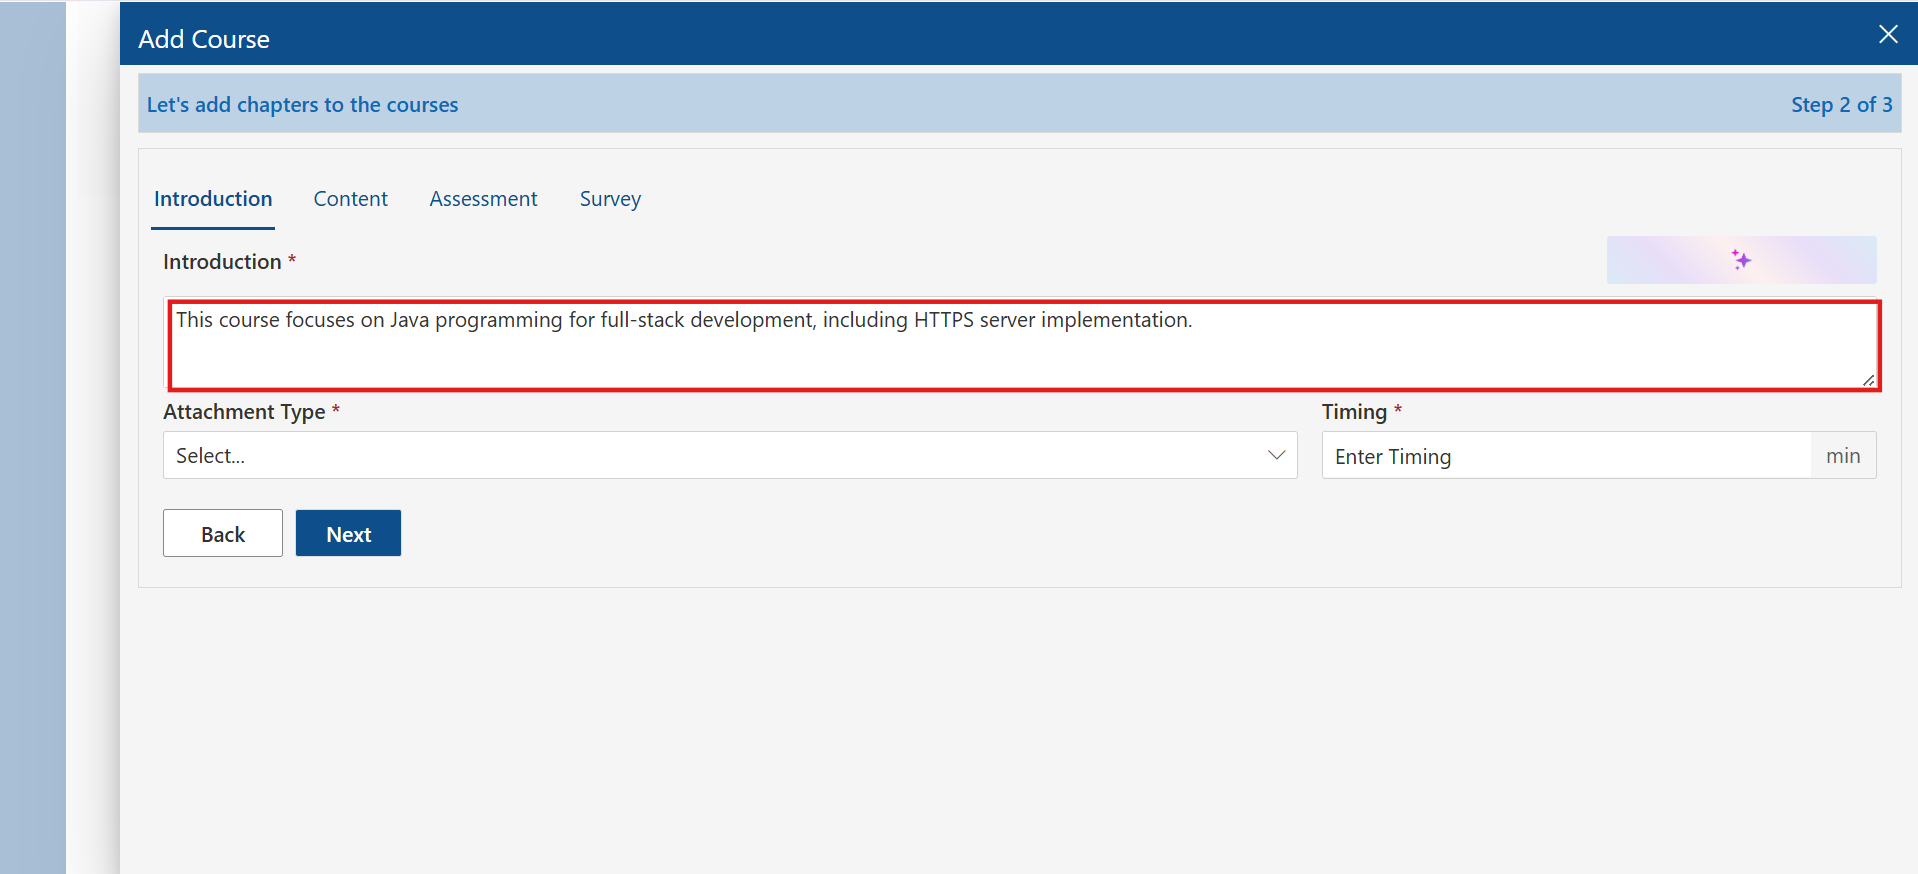 Add Course
Let's add chapters to the courses Step 2 of 3
Introduction Content Assessment Survey
Introduction *
This course focuses on Java programming for full-stack development, including HTTPS server implementation.
Attachment Type * Timing *
Select... Enter Timing min
Back Next